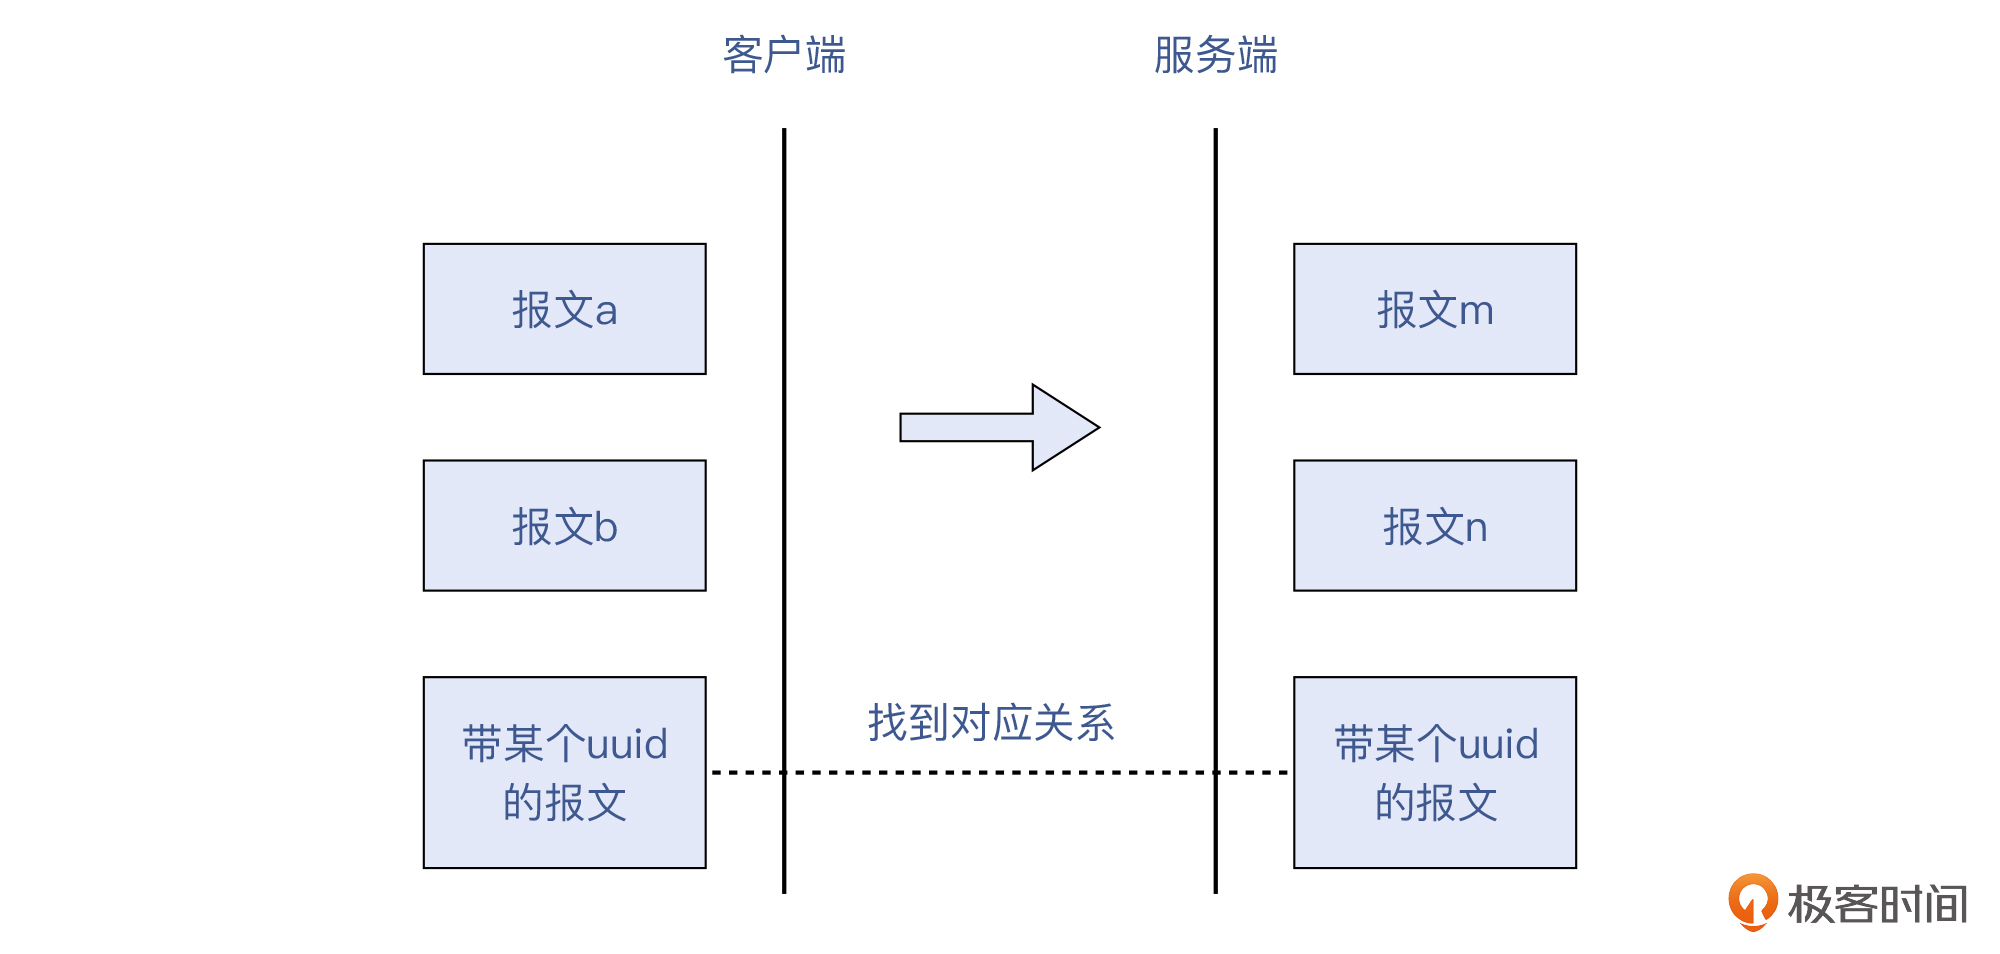 客户端
服务端
报文a
报文m
报文b
报文n
找到对应关系
带某个uuid
的报文
带某个uuid
的报文
极客时间